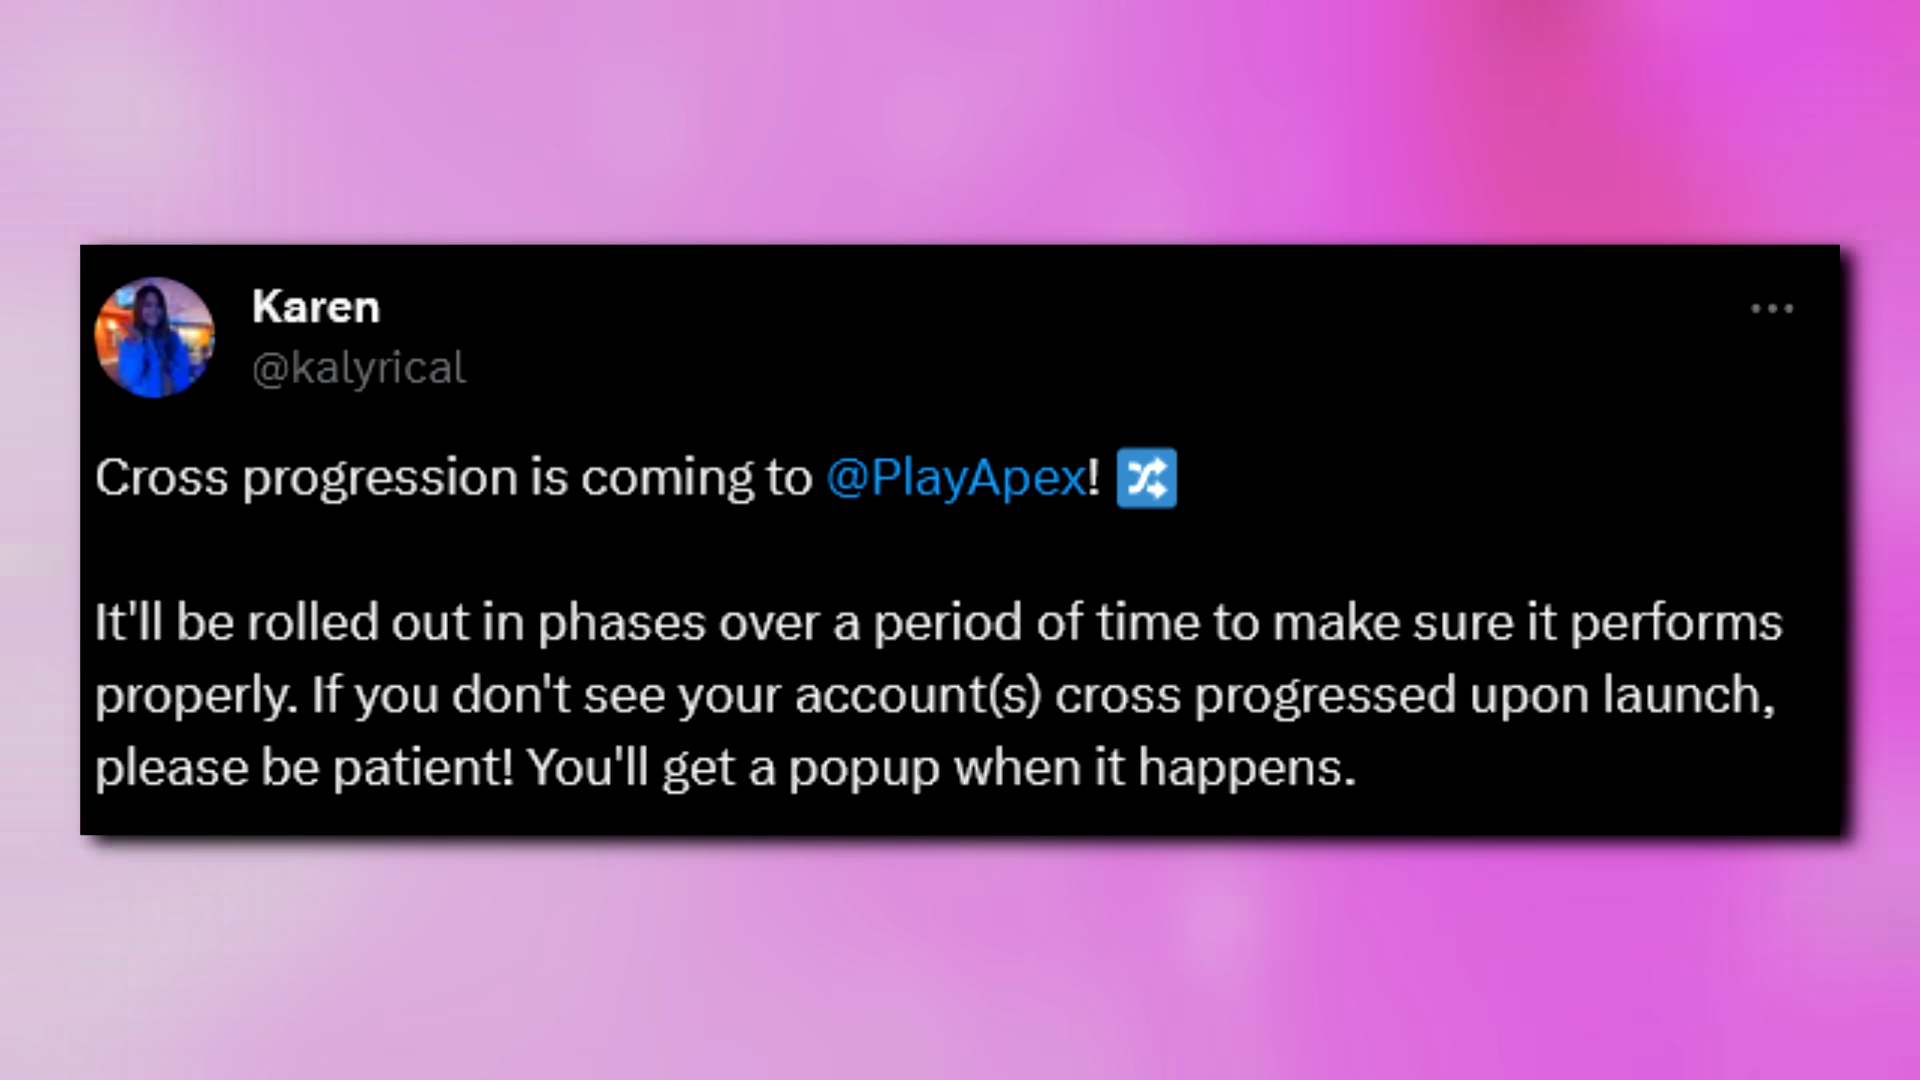 Karen
@kalyrical
Cross progression is coming to @PlayApex! 🔀
It'll be rolled out in phases over a period of time to make sure it performs
properly. If you don't see your account(s) cross progressed upon launch,
please be patient! You'll get a popup when it happens.